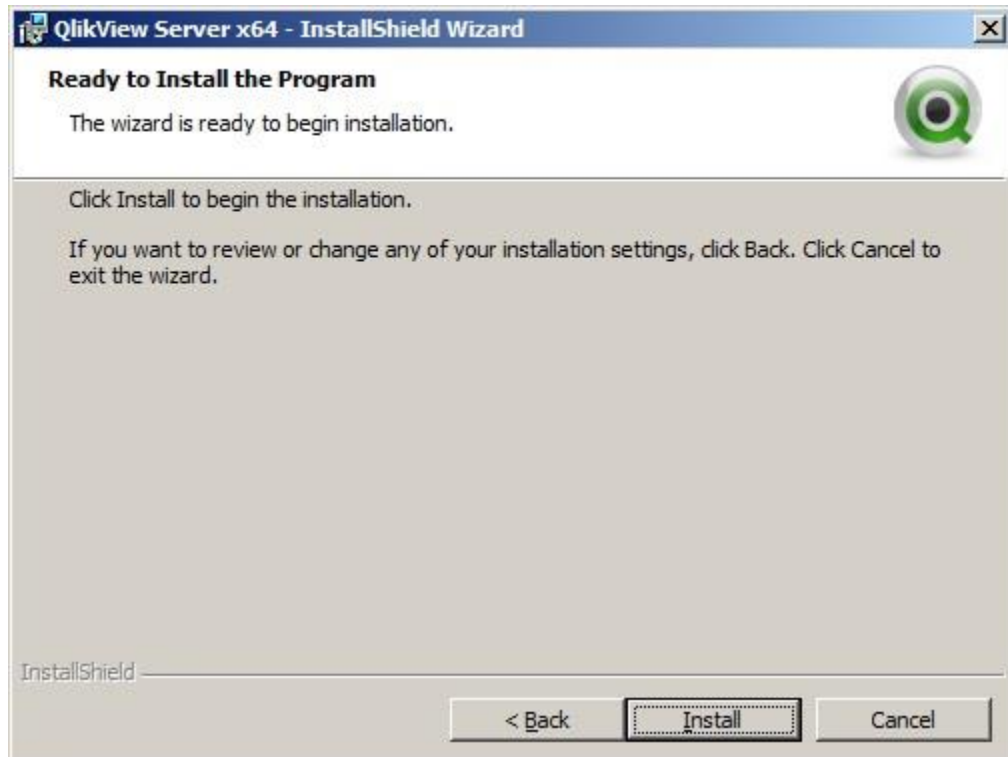 QlikView Server x64 - InstallShield Wizard
Ready to Install the Program
The wizard is ready to begin installation.
Click Install to begin the installation.
If you want to review or change any of your installation settings, click Back. Click Cancel to
exit the wizard.
InstallShield
< Back
Install
Cancel